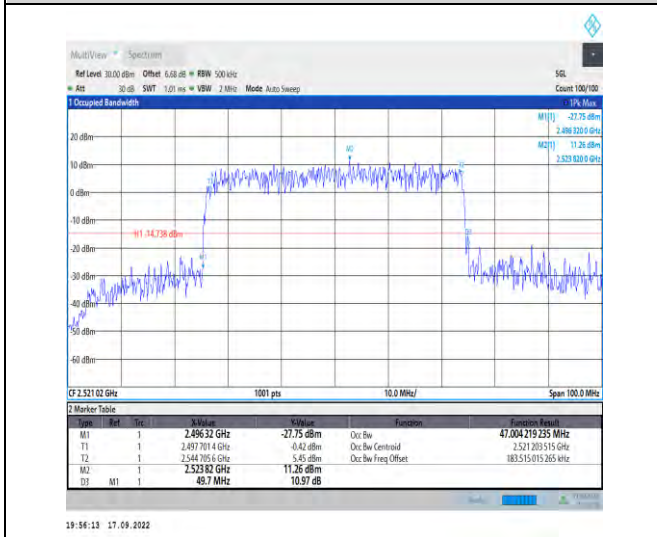 MultiView Spectrum
Ref Level 30.00 dBm Offset 6.68 dB RBW 500 kHz SGL
Att 30 dB SWT 1.01 ms VBW 2 MHz Mode Auto Sweep Count 100/100
1 Occupied Bandwidth 1Pk Max
M1[1] -27.75 dBm
2.496 320 0 GHz
M2[1] 11.26 dBm
2.523 820 0 GHz
20 dBm
M2
10 dBm
0 dBm
-10 dBm
H1 -14.738 dBm
-20 dBm
M1
-30 dBm
-40 dBm
-50 dBm
-60 dBm
CF 2.521 02 GHz 1001 pts 10.0 MHz/ Span 100.0 MHz
2 Marker Table
Type Ref Trc X-Value Y-Value Function Function Result
M1 1 2.496 32 GHz -27.75 dBm Occ Bw 47.004 219 235 MHz
T1 1 2.497 701 4 GHz -0.42 dBm Occ Bw Centroid 2.521 203 515 GHz
T2 1 2.544 705 6 GHz 5.45 dBm Occ Bw Freq Offset 183.515 015 265 kHz
M2 1 2.523 82 GHz 11.26 dBm
D3 M1 1 49.7 MHz 10.97 dB
19:56:13 17.09.2022